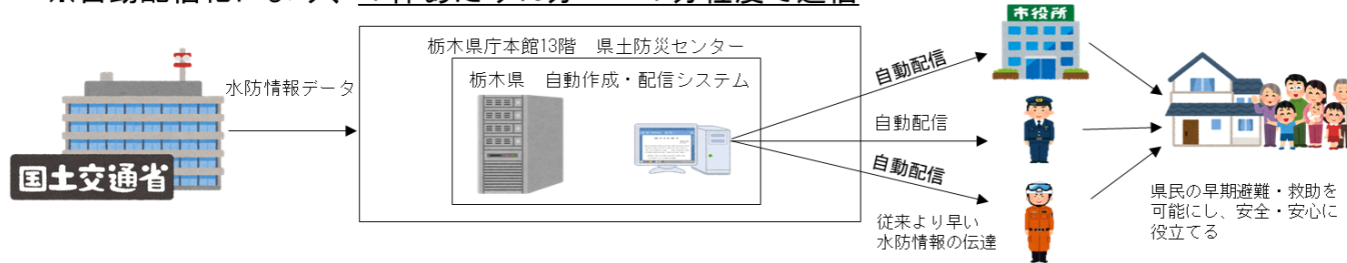 栃木県庁本館13階 県土防災センター
栃木県 自動作成・配信システム
水防情報データ
国土交通省
自動配信
自動配信
自動配信
従来より早い
水防情報の伝達
市役所
県民の早期避難・救助を
可能にし、安全・安心に
役立てる